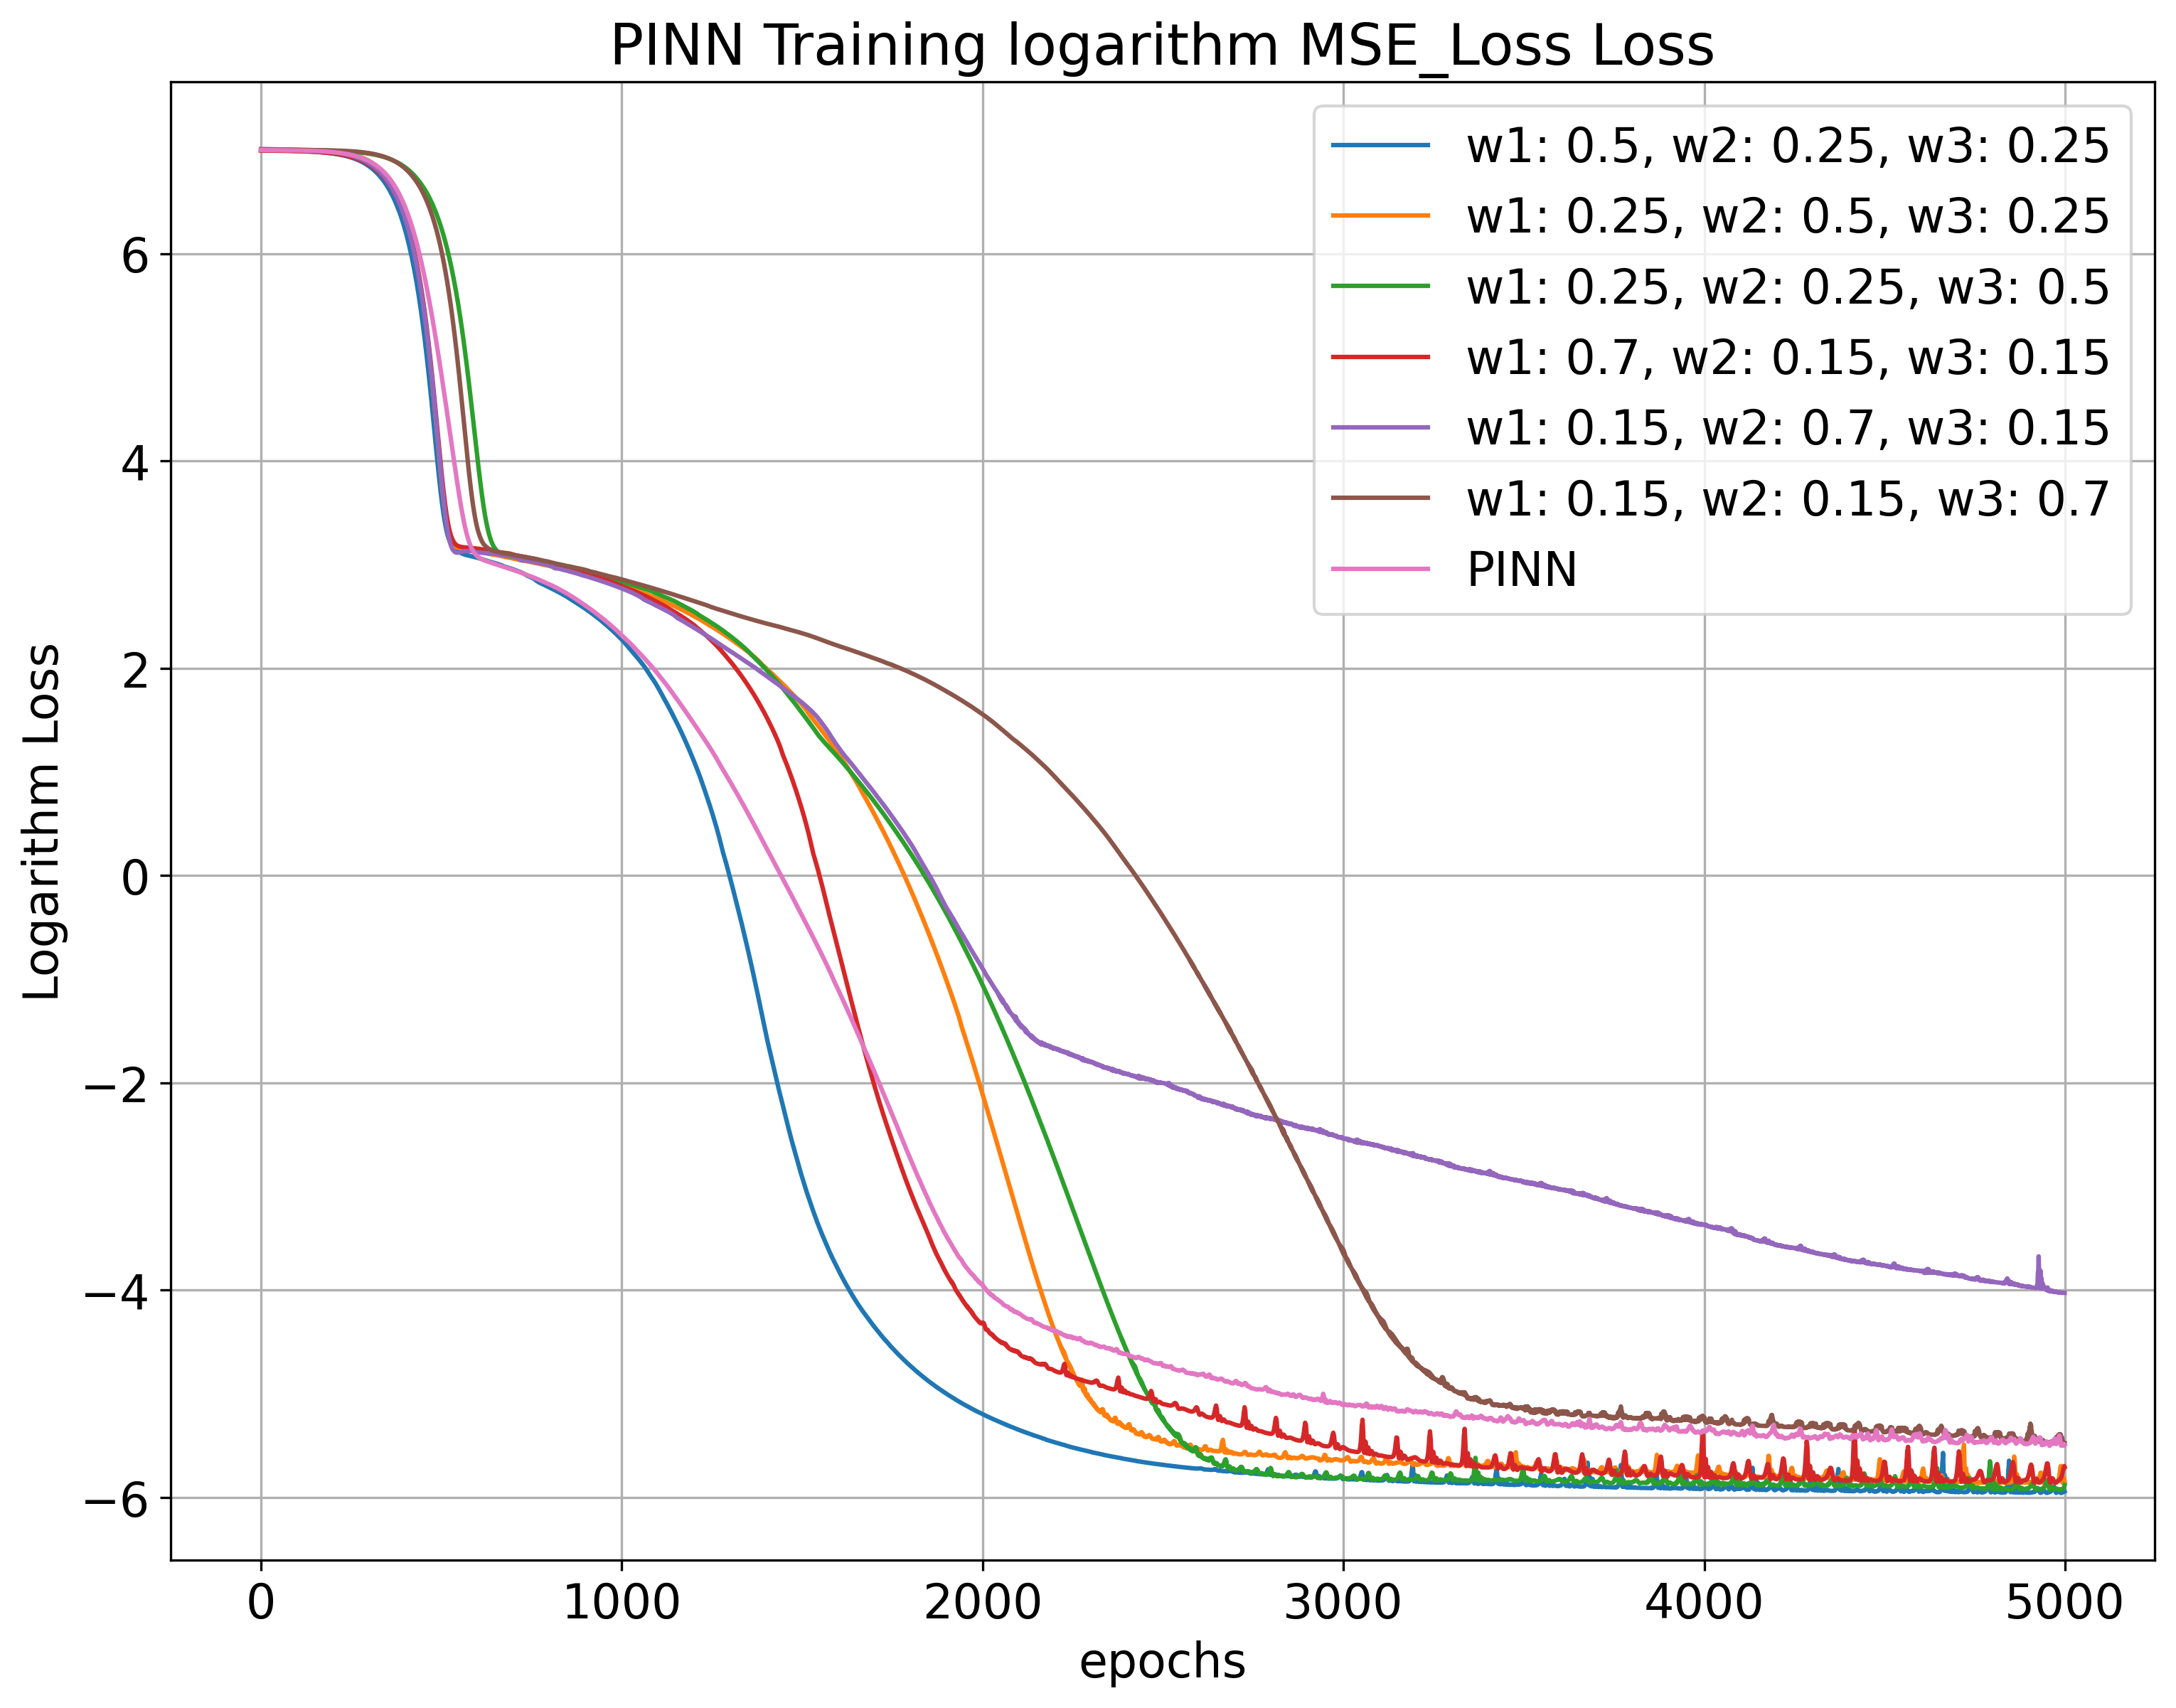 PINN Training logarithm MSE_Loss Loss
w1: 0.5, w2: 0.25, w3: 0.25
w1: 0.25, w2: 0.5, w3: 0.25
w1: 0.25, w2: 0.25, w3: 0.5
w1: 0.7, w2: 0.15, w3: 0.15
w1: 0.15, w2: 0.7, w3: 0.15
w1: 0.15, w2: 0.15, w3: 0.7
PINN
Logarithm Loss
6
4
2
0
−2
−4
−6
0 1000 2000 3000 4000 5000
epochs